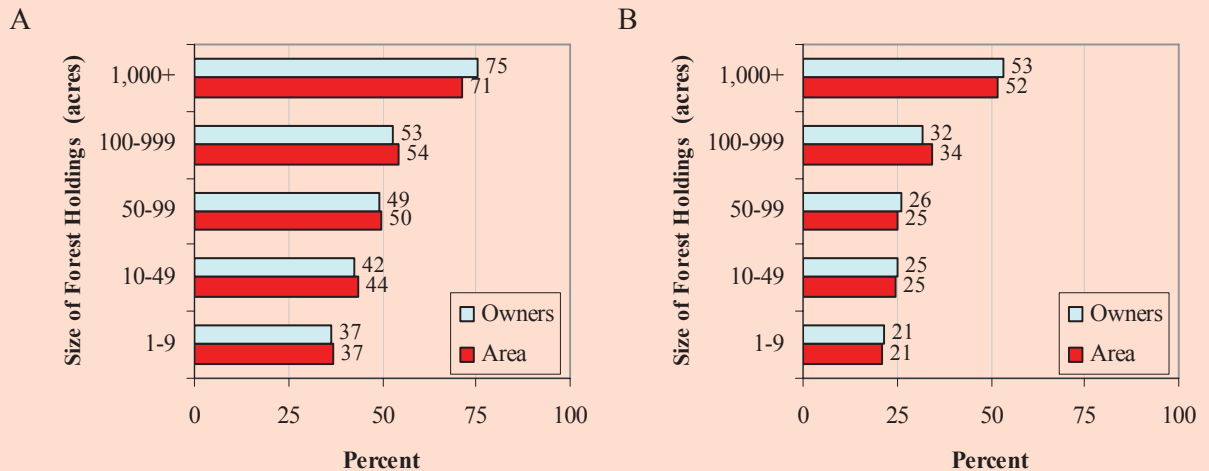 A
Size of Forest Holdings (acres)
1,000+
75
71
100-999
53
54
50-99
49
50
10-49
42
44
1-9
37
37
Owners
Area
0 25 50 75 100
Percent
B
Size of Forest Holdings (acres)
1,000+
53
52
100-999
32
34
50-99
26
25
10-49
25
25
1-9
21
21
Owners
Area
0 25 50 75 100
Percent